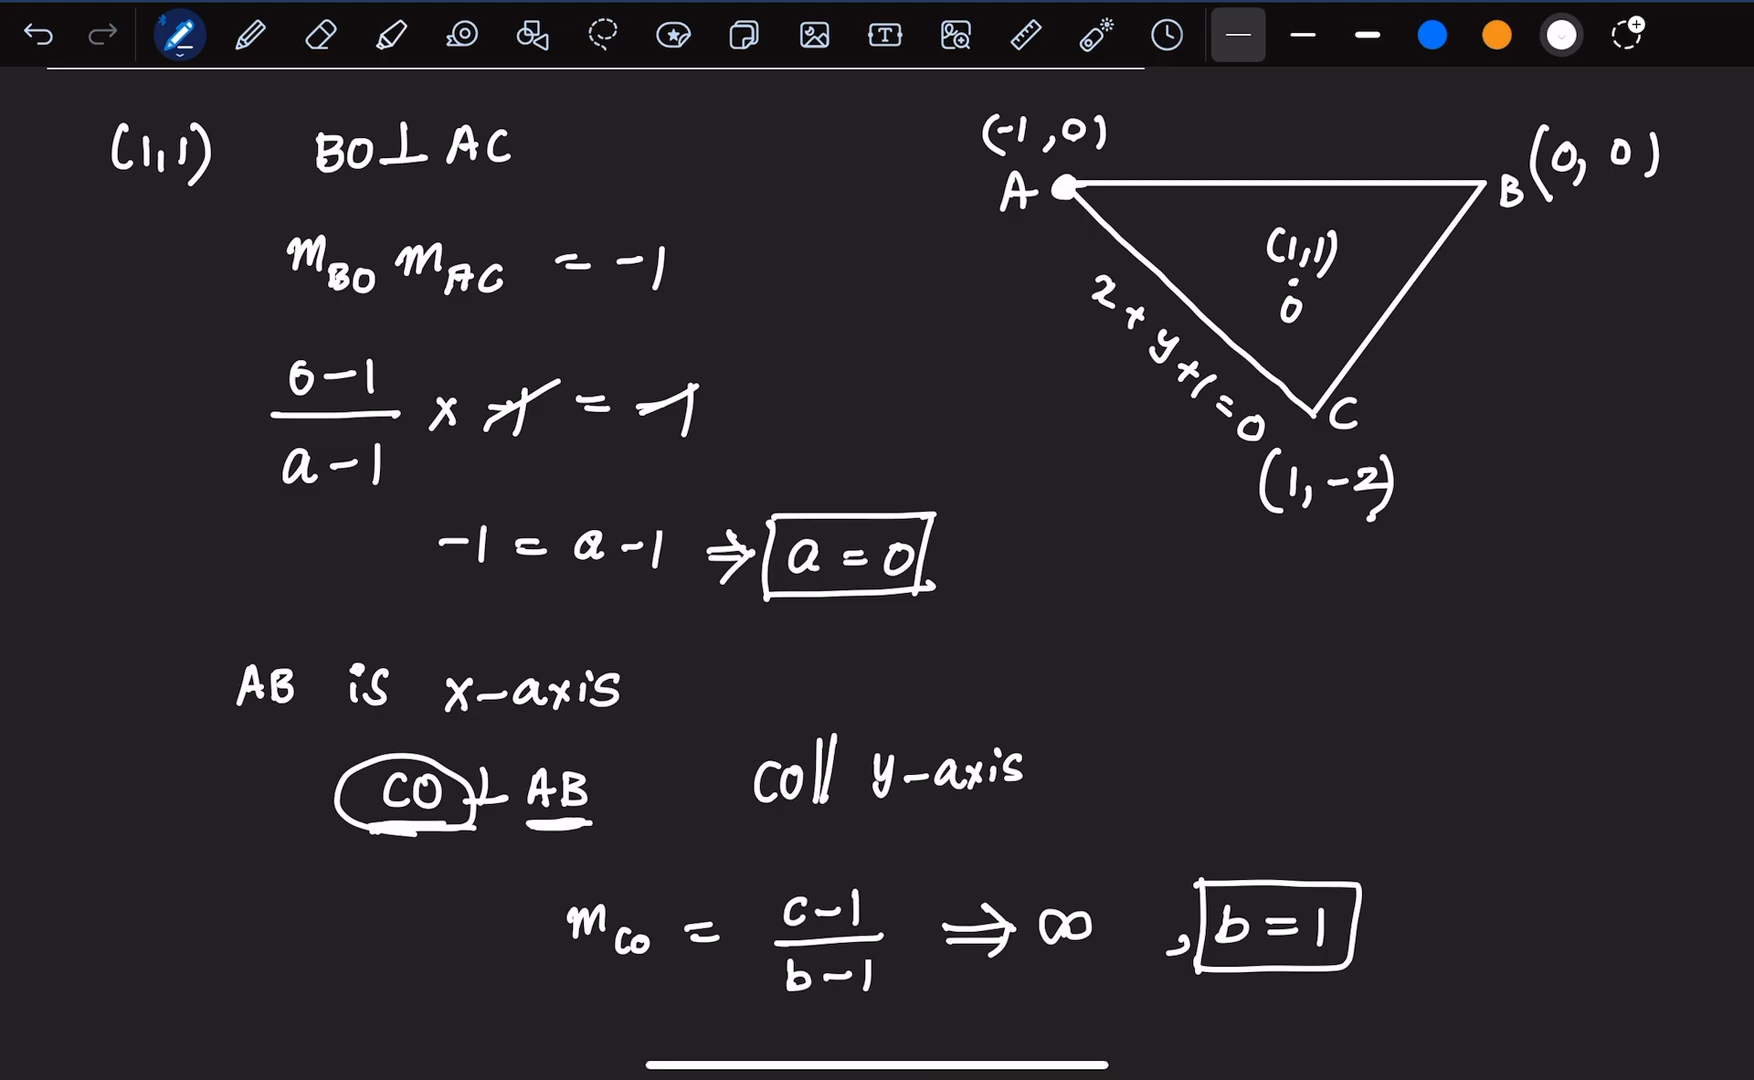 (1,1) BO⊥AC
m_BO m_AC = -1
0-1 / a-1 × -1 = -1
-1 = a-1 ⇒ a = 0
AB is x-axis
CO ⊥ AB CO ∥ y-axis
m_CO = c-1 / b-1 ⇒ ∞ , b = 1
(-1,0)
A B (0, 0)
(1,1)
O
x+y+1=0
C
(1, -2)
T